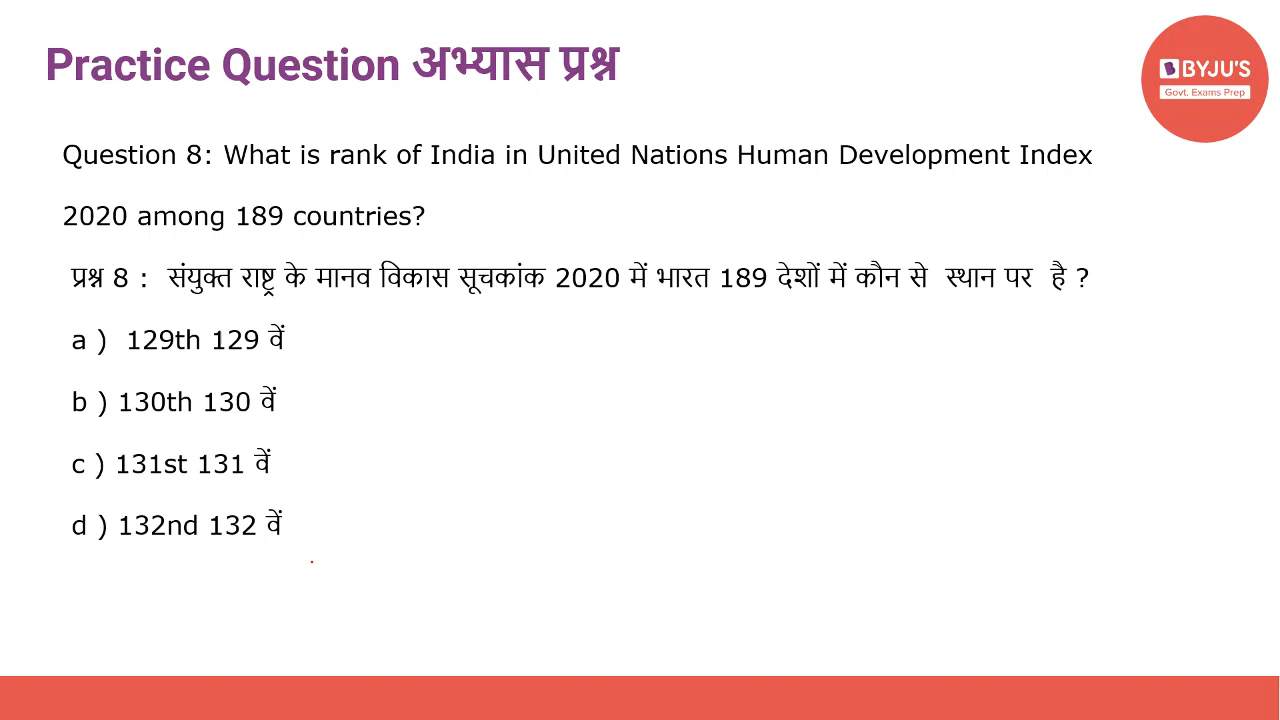 Practice Question अभ्यास प्रश्न
BYJU'S
Govt. Exams Prep
Question 8: What is rank of India in United Nations Human Development Index
2020 among 189 countries?
प्रश्न 8 : संयुक्त राष्ट्र के मानव विकास सूचकांक 2020 में भारत 189 देशों में कौन से स्थान पर है ?
a ) 129th 129 वें
b ) 130th 130 वें
c ) 131st 131 वें
d ) 132nd 132 वें